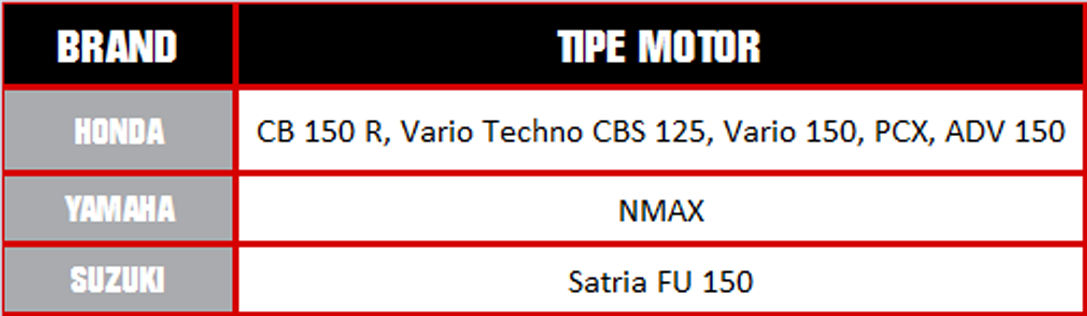 BRAND TIPE MOTOR
HONDA CB 150 R, Vario Techno CBS 125, Vario 150, PCX, ADV 150
YAMAHA NMAX
SUZUKI Satria FU 150